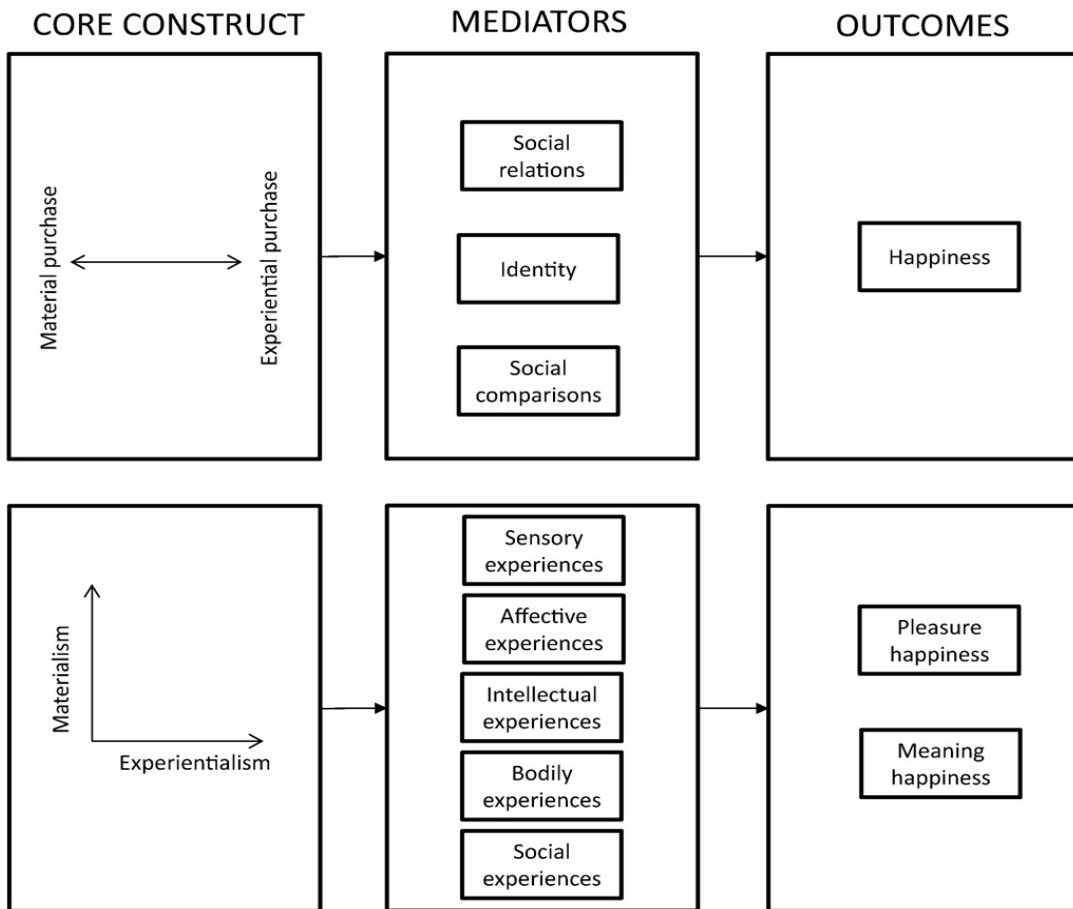 CORE CONSTRUCT
MEDIATORS
OUTCOMES
Material purchase
Experiential purchase
Social
relations
Identity
Social
comparisons
Happiness
Materialism
Experientialism
Sensory
experiences
Affective
experiences
Intellectual
experiences
Bodily
experiences
Social
experiences
Pleasure
happiness
Meaning
happiness